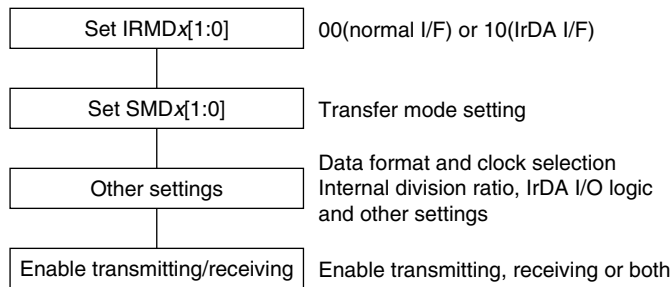 Set IRMDx[1:0]
00(normal I/F) or 10(IrDA I/F)
Set SMDx[1:0]
Transfer mode setting
Other settings
Data format and clock selection
Internal division ratio, IrDA I/O logic
and other settings
Enable transmitting/receiving
Enable transmitting, receiving or both